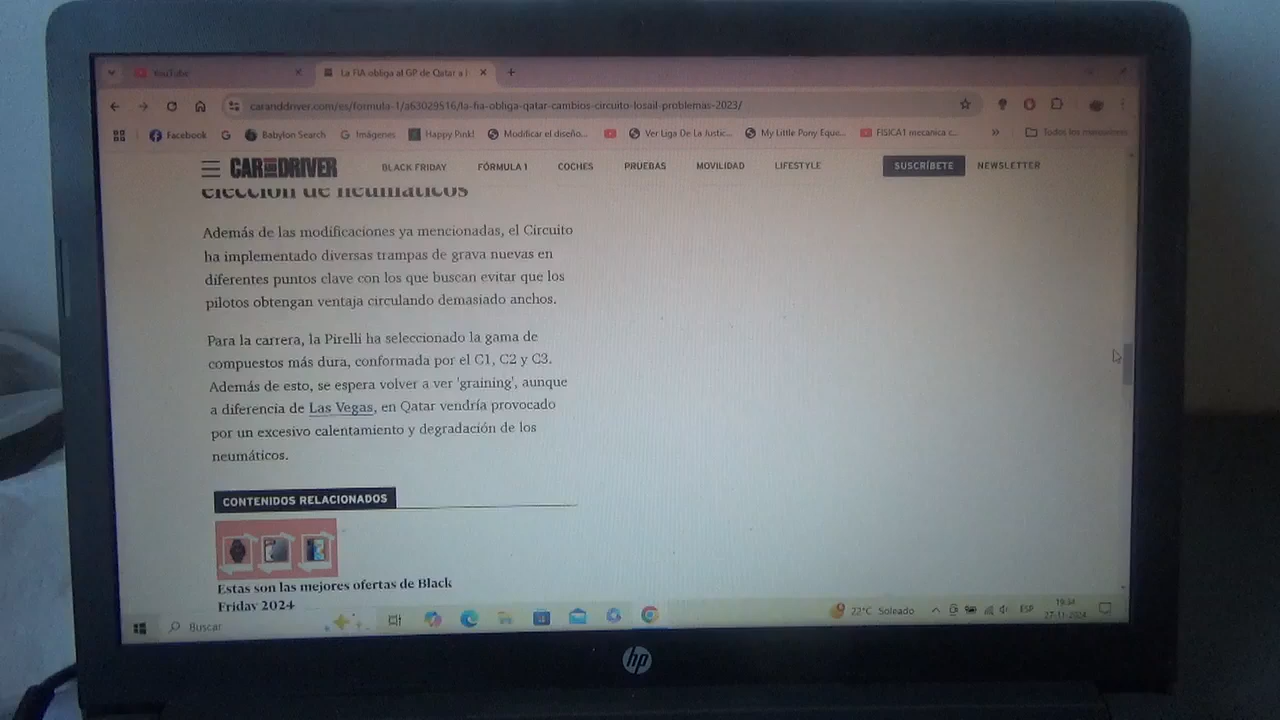 YouTube
La FIA obliga al GP de Qatar a l
caranddriver.com/es/formula-1/a63029516/la-fia-obliga-qatar-cambios-circuito-losail-problemas-2023/
Facebook
Babylon Search
Imágenes
Happy Pink!
Modificar el diseño...
Ver Liga De La Justic...
My Little Pony Eque...
FISICA1 mecanica c...
»
Todos los marcadores
CAR AND DRIVER
BLACK FRIDAY
FÓRMULA 1
COCHES
PRUEBAS
MOVILIDAD
LIFESTYLE
SUSCRÍBETE
NEWSLETTER
elección de neumáticos
Además de las modificaciones ya mencionadas, el Circuito
ha implementado diversas trampas de grava nuevas en
diferentes puntos clave con los que buscan evitar que los
pilotos obtengan ventaja circulando demasiado anchos.
Para la carrera, la Pirelli ha seleccionado la gama de
compuestos más dura, conformada por el C1, C2 y C3.
Además de esto, se espera volver a ver 'graining', aunque
a diferencia de Las Vegas, en Qatar vendría provocado
por un excesivo calentamiento y degradación de los
neumáticos.
CONTENIDOS RELACIONADOS
Estas son las mejores ofertas de Black
Friday 2024
Buscar
22°C Soleado
ESP
19:34
27-11-2024
hp